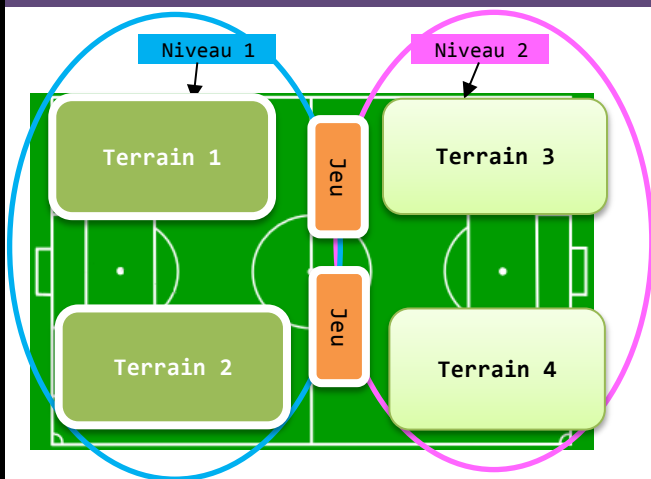 Niveau 1
Niveau 2
Terrain 1
Jeu
Terrain 3
Terrain 2
Jeu
Terrain 4